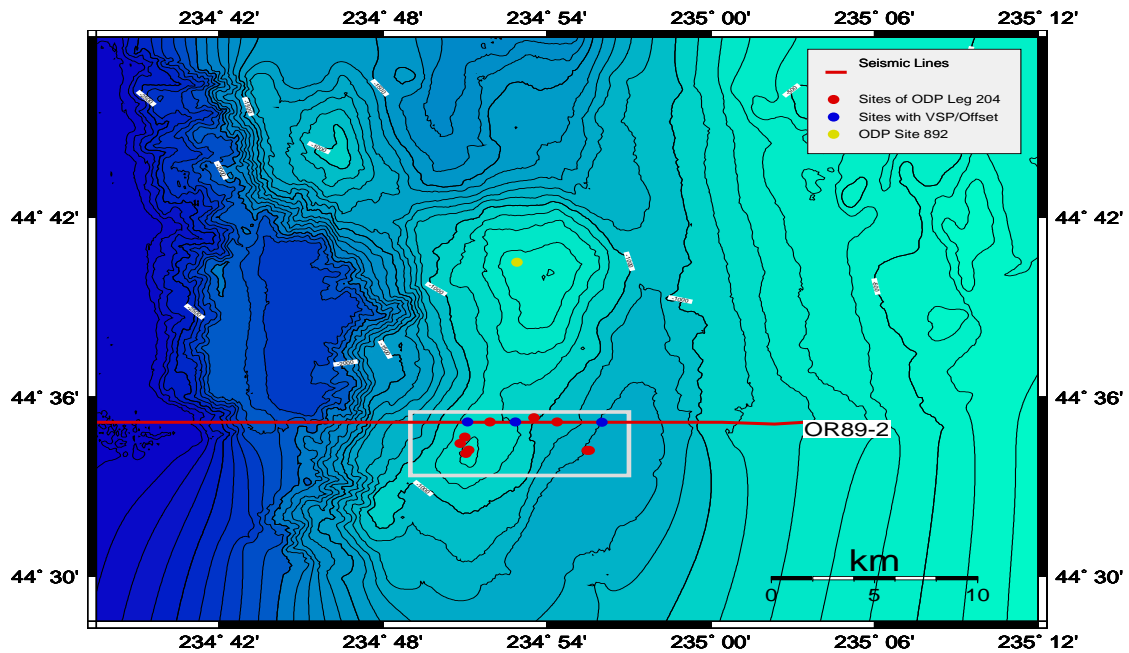 234° 42' 234° 48' 234° 54' 235° 00' 235° 06' 235° 12'
Seismic Lines
Sites of ODP Leg 204
Sites with VSP/Offset
ODP Site 892
44° 42' 44° 42'
44° 36' 44° 36'
OR89-2
km
44° 30' 44° 30'
0 5 10
234° 42' 234° 48' 234° 54' 235° 00' 235° 06' 235° 12'